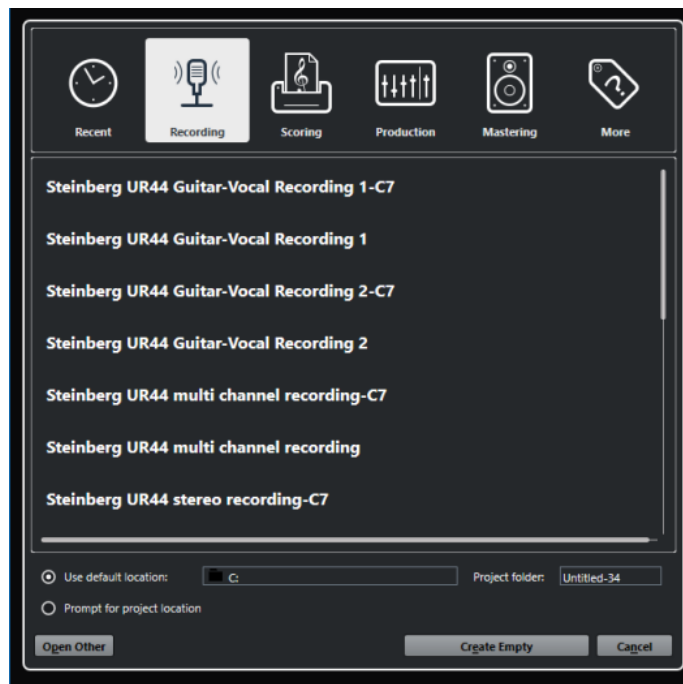 Recent Recording Scoring Production Mastering More
Steinberg UR44 Guitar-Vocal Recording 1-C7
Steinberg UR44 Guitar-Vocal Recording 1
Steinberg UR44 Guitar-Vocal Recording 2-C7
Steinberg UR44 Guitar-Vocal Recording 2
Steinberg UR44 multi channel recording-C7
Steinberg UR44 multi channel recording
Steinberg UR44 stereo recording-C7
Use default location: C: Project folder: Untitled-34
Prompt for project location
Open Other Create Empty Cancel